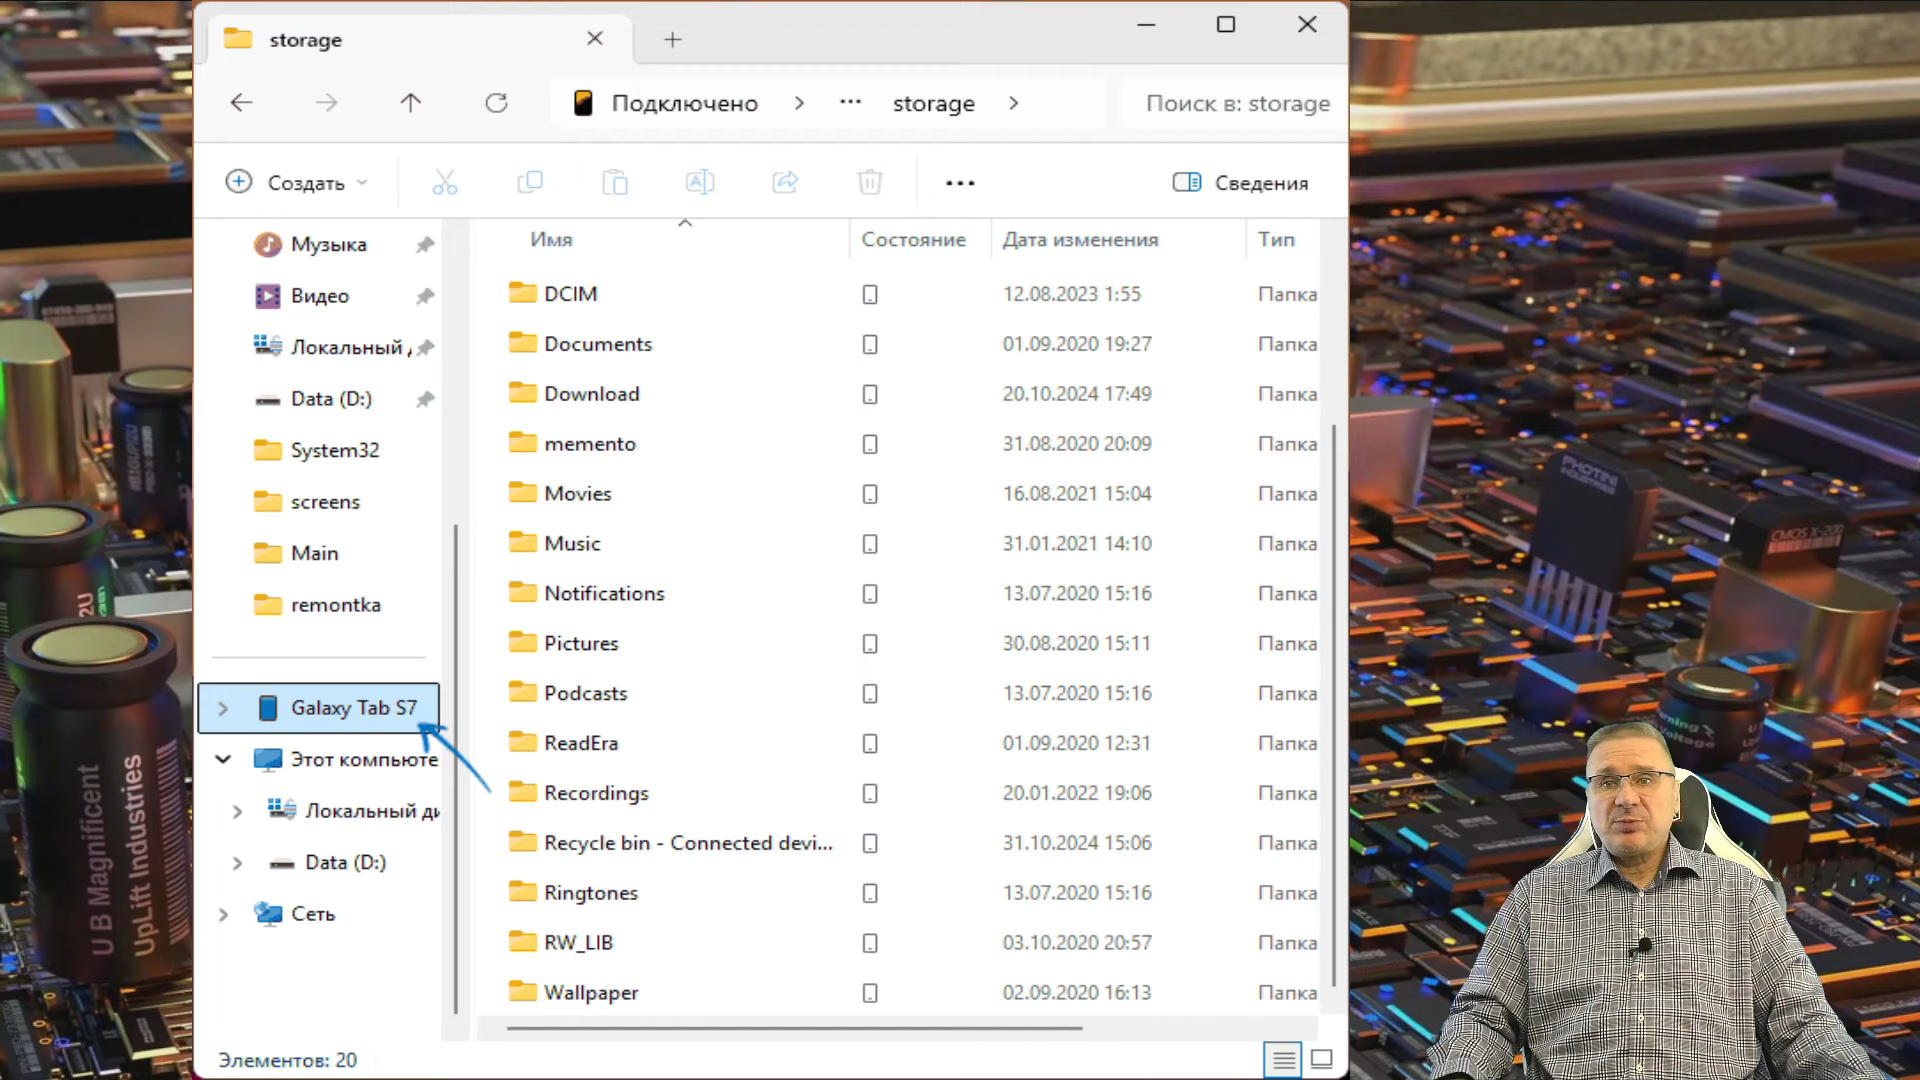 storage
Подключено > ... storage >
Поиск в: storage
Создать
Сведения
Музыка
Видео
Локальный
Data (D:)
System32
screens
Main
remontka
Galaxy Tab S7
Этот компьюте
Локальный ди
Data (D:)
Сеть
Имя Состояние Дата изменения Тип
DCIM 12.08.2023 1:55 Папка
Documents 01.09.2020 19:27 Папка
Download 20.10.2024 17:49 Папка
memento 31.08.2020 20:09 Папка
Movies 16.08.2021 15:04 Папка
Music 31.01.2021 14:10 Папка
Notifications 13.07.2020 15:16 Папка
Pictures 30.08.2020 15:11 Папка
Podcasts 13.07.2020 15:16 Папка
ReadEra 01.09.2020 12:31 Папка
Recordings 20.01.2022 19:06 Папка
Recycle bin - Connected devi... 31.10.2024 15:06 Папка
Ringtones 13.07.2020 15:16 Папка
RW_LIB 03.10.2020 20:57 Папка
Wallpaper 02.09.2020 16:13 Папка
Элементов: 20
U B Magnificent
UpLift Industries
PHOTINI
INDUSTRIES
CMOS X-200